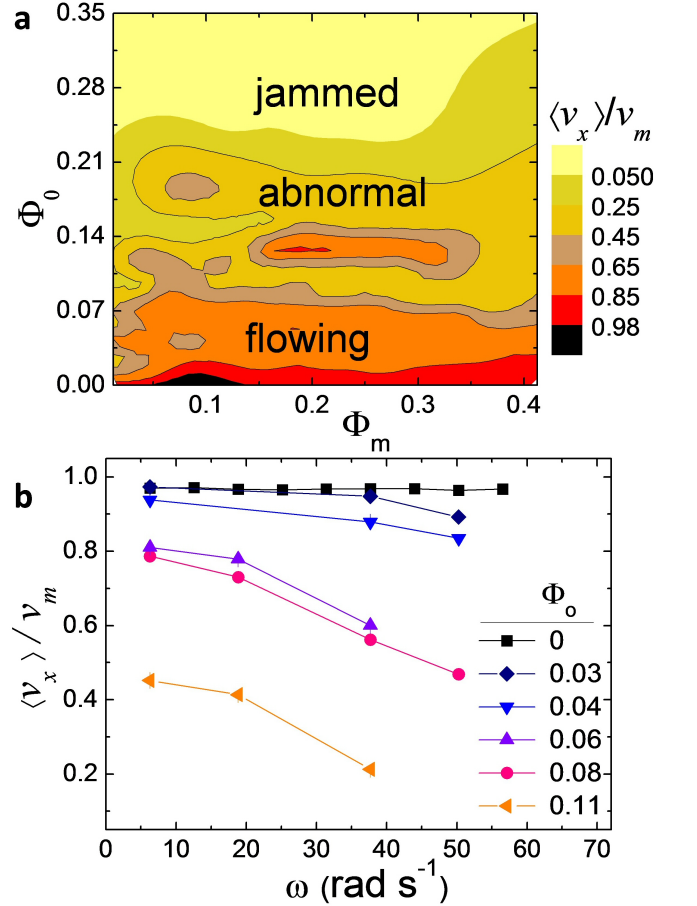 a
0.35
0.28
0.21
0.14
0.07
0.00
Φ0
jammed
abnormal
flowing
0.1 0.2 0.3 0.4
Φm
⟨vx⟩/vm
0.050
0.25
0.45
0.65
0.85
0.98
b
1.0
0.8
0.6
0.4
0.2
⟨vx⟩ / vm
0 10 20 30 40 50 60 70
ω (rad s-1)
Φo
0
0.03
0.04
0.06
0.08
0.11